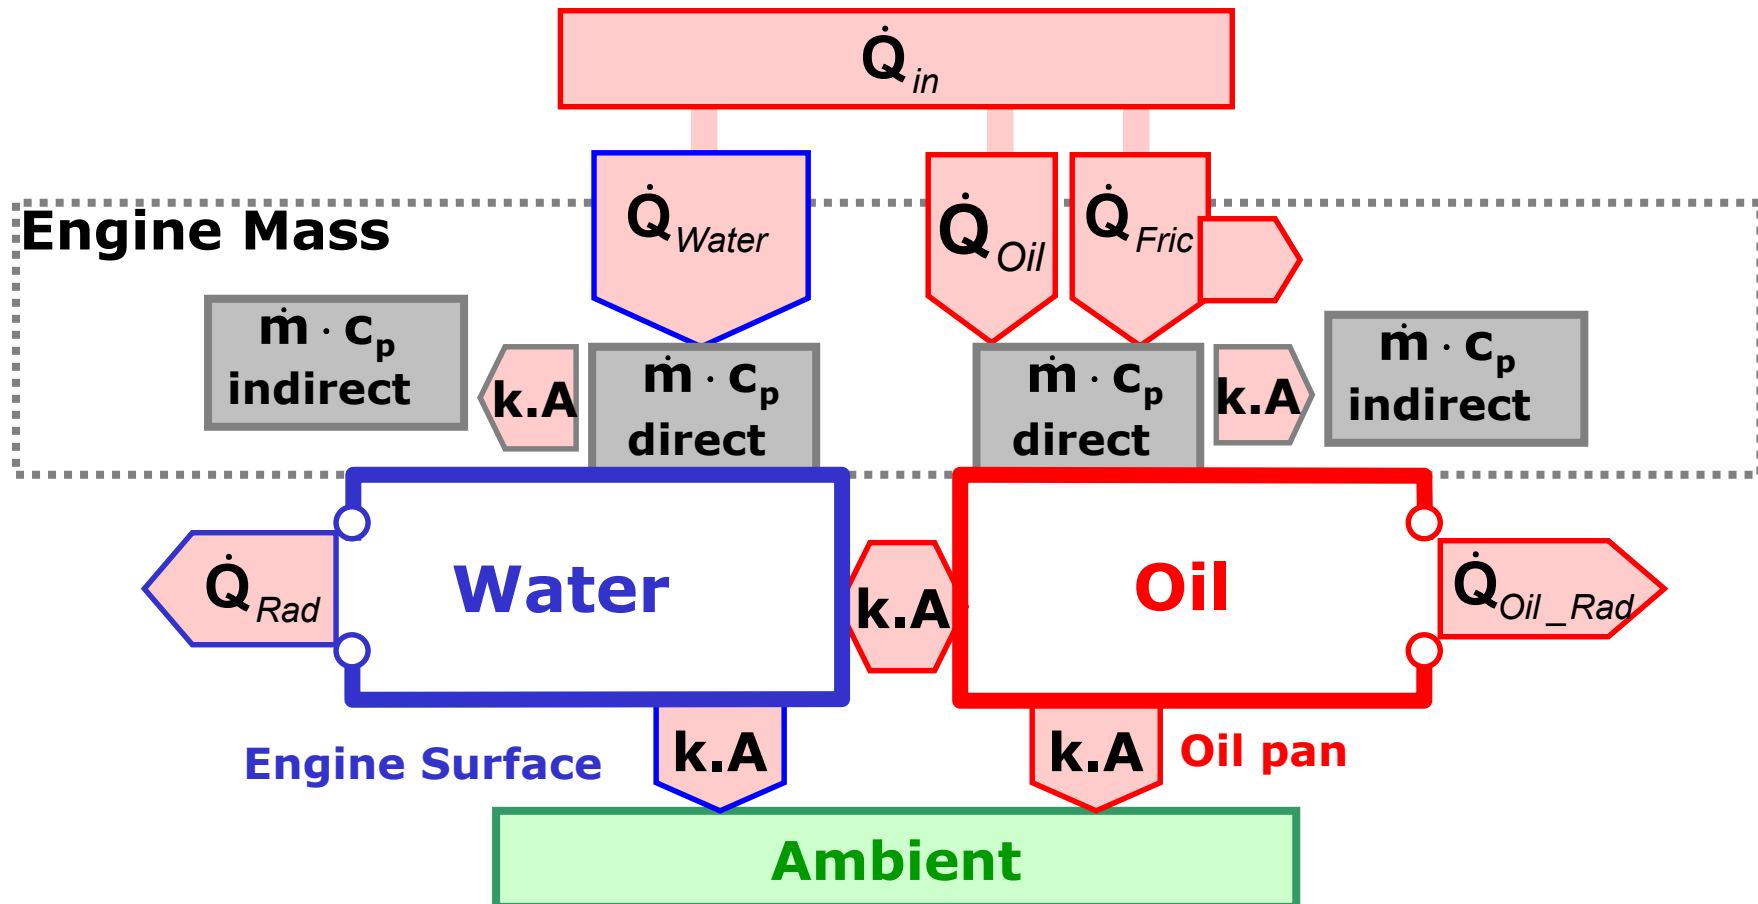 Q̇in
Engine Mass
Q̇Water
Q̇Oil
Q̇Fric
ṁ · cp
indirect
k.A
ṁ · cp
direct
ṁ · cp
direct
k.A
ṁ · cp
indirect
Q̇Rad
Water
k.A
Oil
Q̇Oil_Rad
Engine Surface
k.A
k.A
Oil pan
Ambient